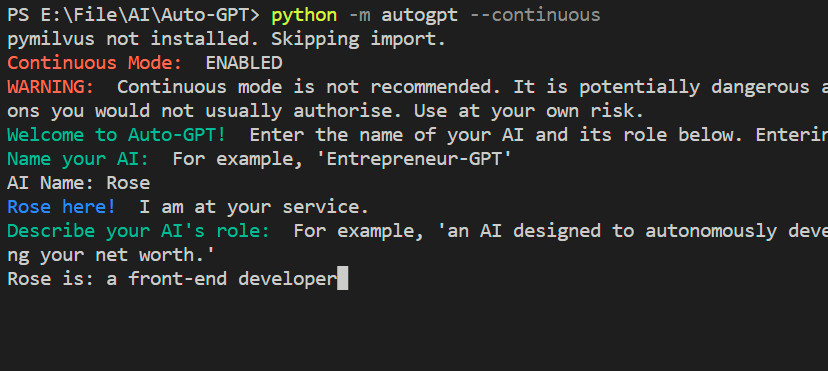 PS E:\File\AI\Auto-GPT> python -m autogpt --continuous
pymilvus not installed. Skipping import.
Continuous Mode:  ENABLED
WARNING:  Continuous mode is not recommended. It is potentially dangerous a
ons you would not usually authorise. Use at your own risk.
Welcome to Auto-GPT!  Enter the name of your AI and its role below. Enterin
Name your AI:  For example, 'Entrepreneur-GPT'
AI Name: Rose
Rose here!  I am at your service.
Describe your AI's role:  For example, 'an AI designed to autonomously deve
ng your net worth.'
Rose is: a front-end developer